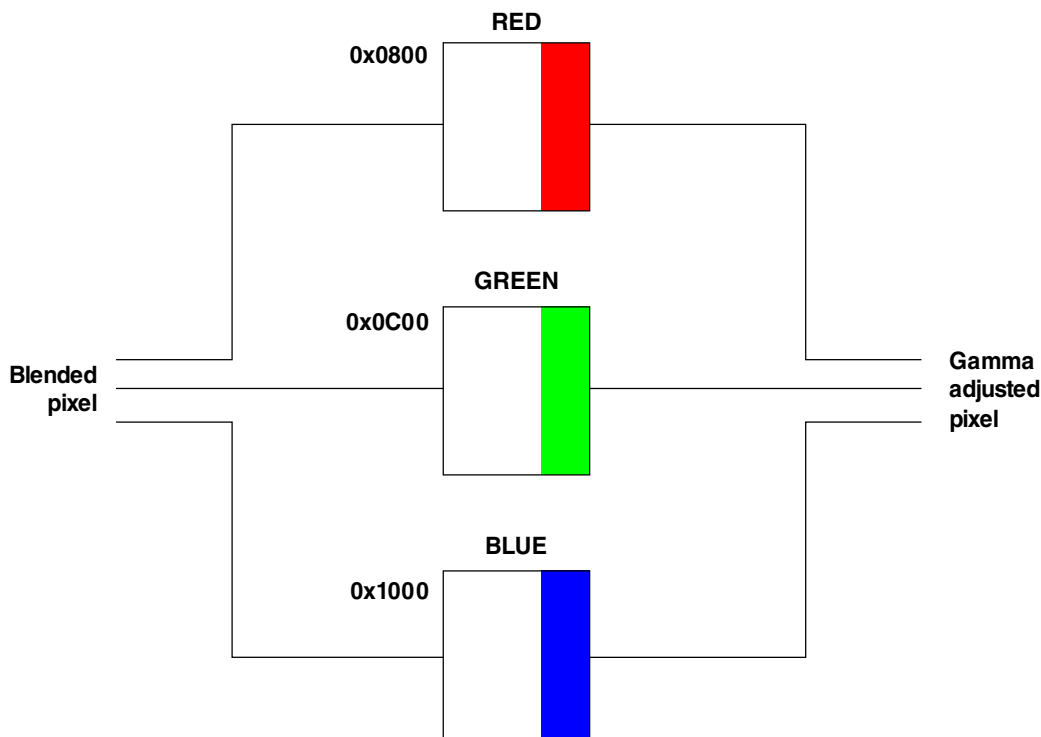 RED
0x0800
GREEN
0x0C00
Blended
pixel
Gamma
adjusted
pixel
BLUE
0x1000